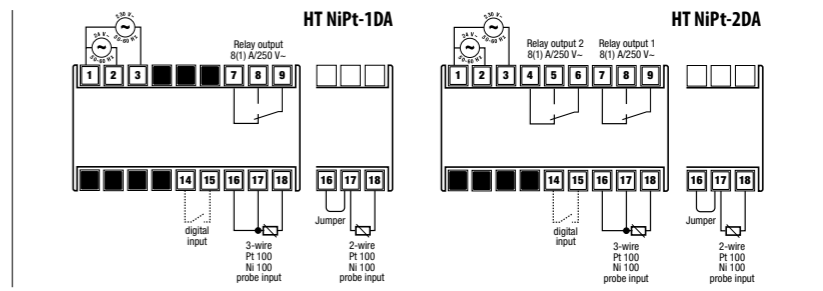 HT NiPt-1DA
230 V~
50-60 Hz
24 V~
50-60 Hz
Relay output
8(1) A/250 V~
1 2 3 7 8 9
14 15 16 17 18
16 17 18
digital
input
Jumper
3-wire
Pt 100
Ni 100
probe input
2-wire
Pt 100
Ni 100
probe input
HT NiPt-2DA
230 V~
50-60 Hz
24 V~
50-60 Hz
Relay output 2
8(1) A/250 V~
Relay output 1
8(1) A/250 V~
1 2 3 4 5 6 7 8 9
14 15 16 17 18
16 17 18
digital
input
Jumper
3-wire
Pt 100
Ni 100
probe input
2-wire
Pt 100
Ni 100
probe input